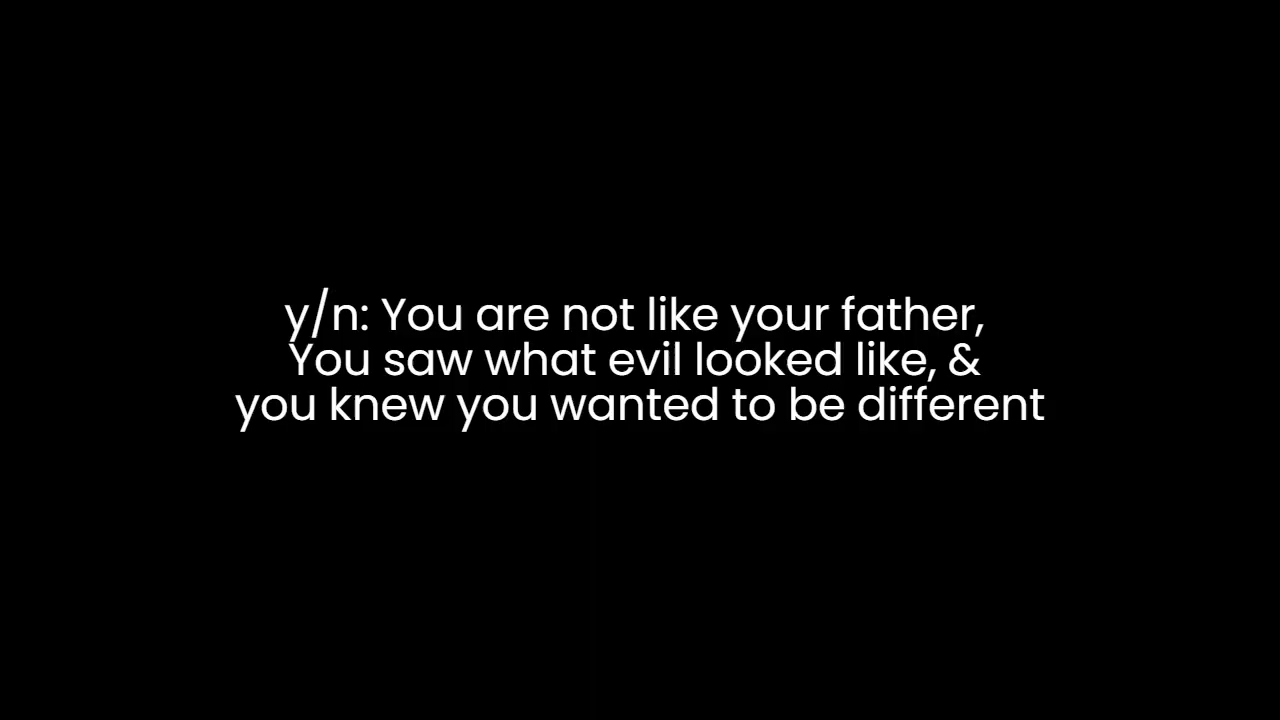 y/n: You are not like your father,
You saw what evil looked like, &
you knew you wanted to be different